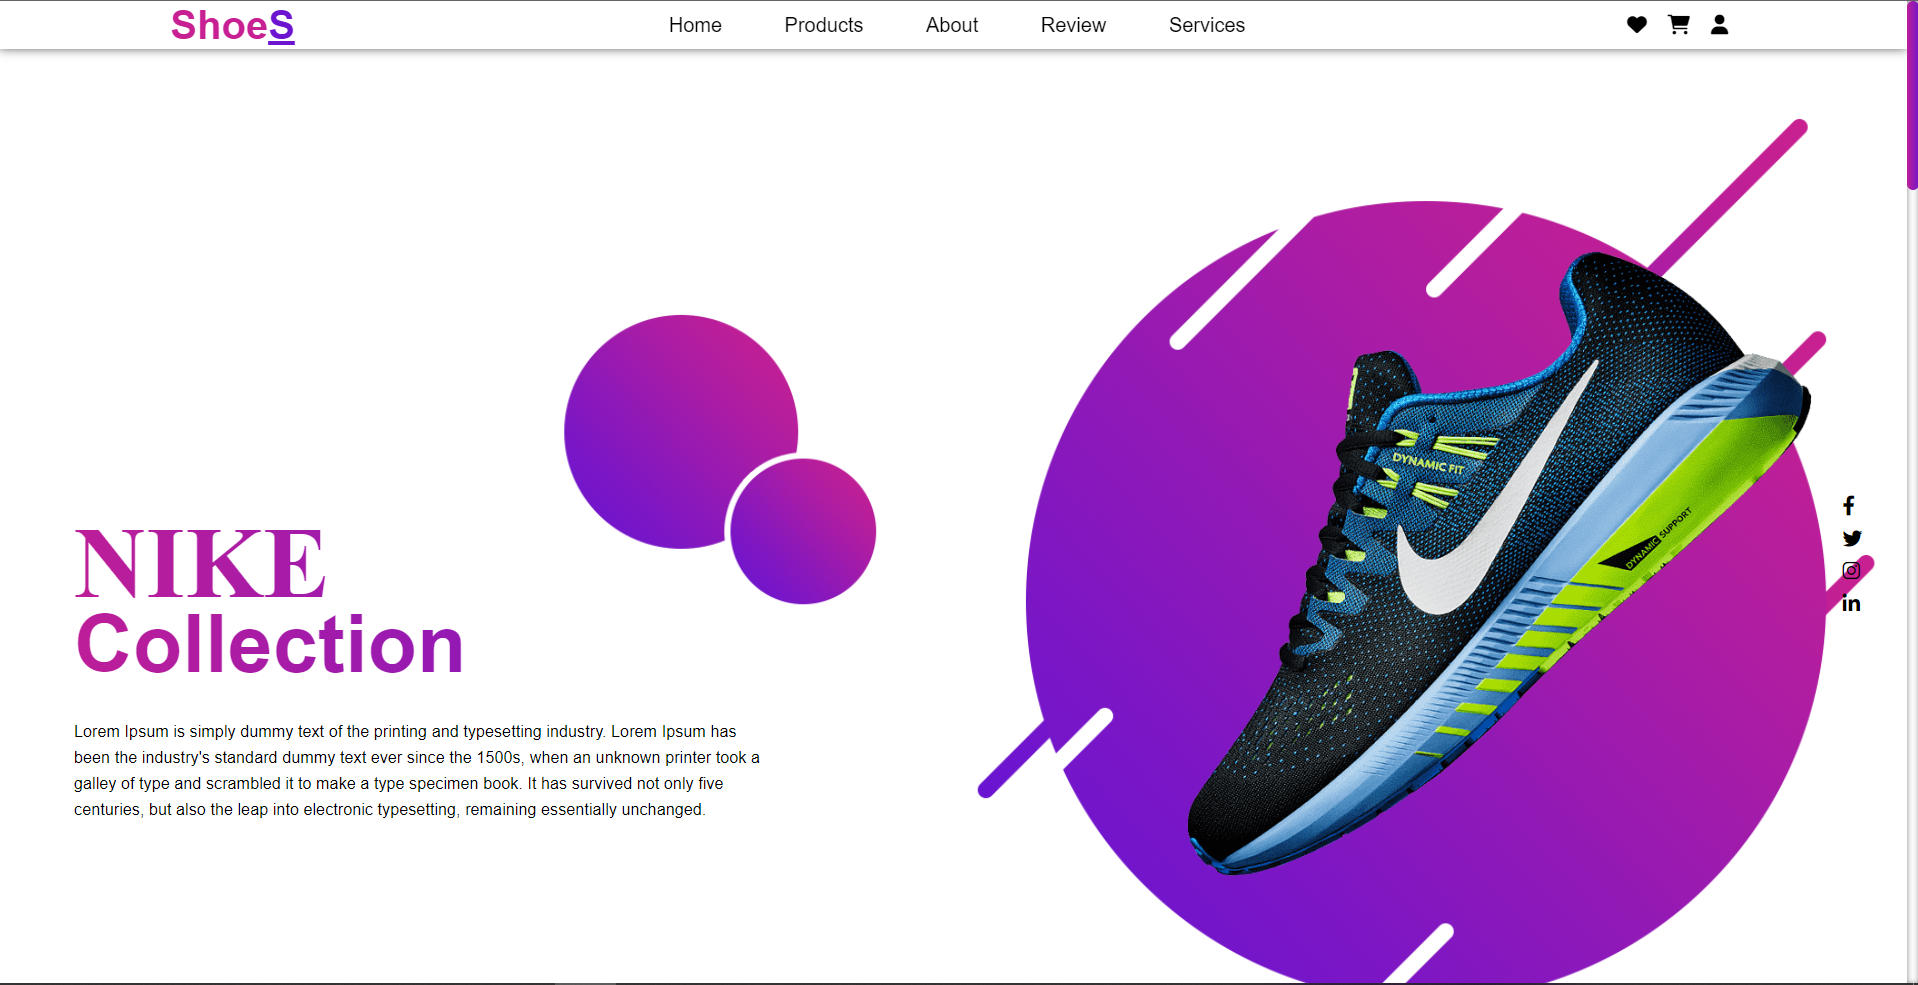 ShoeS
Home
Products
About
Review
Services
NIKE
Collection
Lorem Ipsum is simply dummy text of the printing and typesetting industry. Lorem Ipsum has
been the industry's standard dummy text ever since the 1500s, when an unknown printer took a
galley of type and scrambled it to make a type specimen book. It has survived not only five
centuries, but also the leap into electronic typesetting, remaining essentially unchanged.
DYNAMIC FIT
DYNAMIC SUPPORT